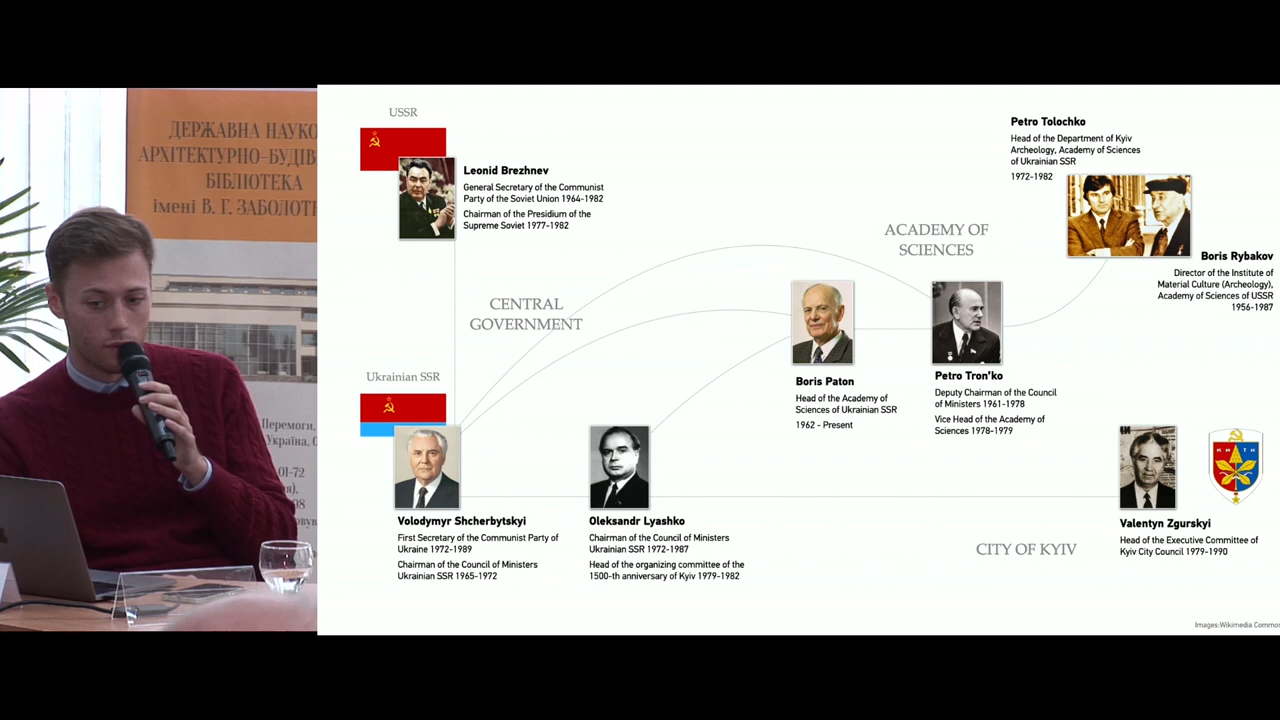 ДЕРЖАВНА НАУКО
АРХІТЕКТУРНО-БУДІВ
БІБЛІОТЕКА
імені В. Г. ЗАБОЛОТ
Перемоги,
Україна,
01-72
USSR
Leonid Brezhnev
General Secretary of the Communist
Party of the Soviet Union 1964-1982
Chairman of the Presidium of the
Supreme Soviet 1977-1982
CENTRAL
GOVERNMENT
Ukrainian SSR
Volodymyr Shcherbytskyi
First Secretary of the Communist Party of
Ukraine 1972-1989
Chairman of the Council of Ministers
Ukrainian SSR 1965-1972
Oleksandr Lyashko
Chairman of the Council of Ministers
Ukrainian SSR 1972-1987
Head of the organizing committee of the
1500-th anniversary of Kyiv 1979-1982
ACADEMY OF
SCIENCES
Boris Paton
Head of the Academy of
Sciences of Ukrainian SSR
1962 - Present
Petro Tron'ko
Deputy Chairman of the Council
of Ministers 1961-1978
Vice Head of the Academy of
Sciences 1978-1979
Petro Tolochko
Head of the Department of Kyiv
Archeology, Academy of Sciences
of Ukrainian SSR
1972-1982
Boris Rybakov
Director of the Institute of
Material Culture (Archeology),
Academy of Sciences of USSR
1956-1987
КИЇВ
Valentyn Zgurskyi
Head of the Executive Committee of
Kyiv City Council 1979-1990
CITY OF KYIV
Images:Wikimedia Commo